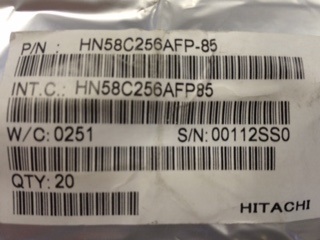 P/N : HN58C256AFP-85
INT.C.: HN58C256AFP85
W/C: 0251 S/N: 00112SS0
QTY: 20
HITACHI